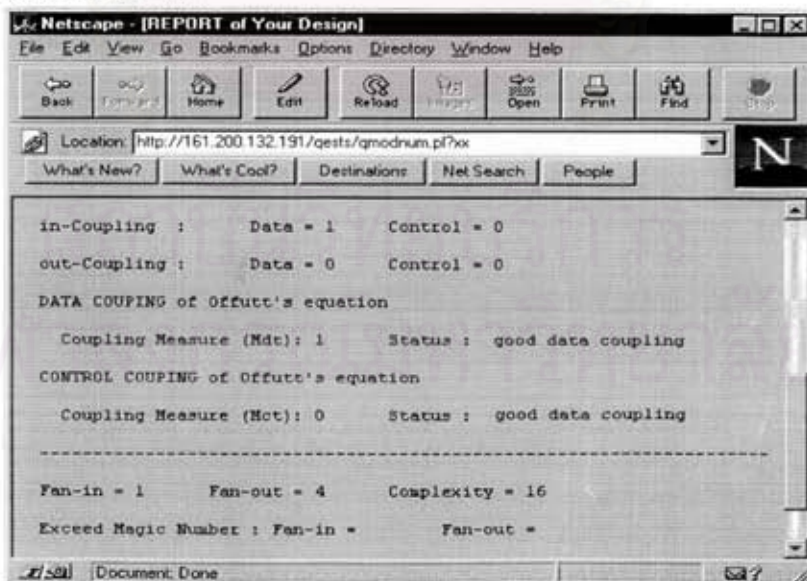 Netscape - [REPORT of Your Design]
File Edit View Go Bookmarks Options Directory Window Help
Back Forward Home Edit Reload Images Open Print Find Stop
Location: http://161.200.132.191/qests/qmodnum.pl?xx
N
What's New? What's Cool? Destinations Net Search People
in-Coupling : Data = 1 Control = 0
out-Coupling : Data = 0 Control = 0
DATA COUPING of Offutt's equation
Coupling Measure (Mdt): 1 Status : good data coupling
CONTROL COUPING of Offutt's equation
Coupling Measure (Mct): 0 Status : good data coupling
Fan-in = 1 Fan-out = 4 Complexity = 16
Exceed Magic Number : Fan-in = Fan-out =
Document: Done